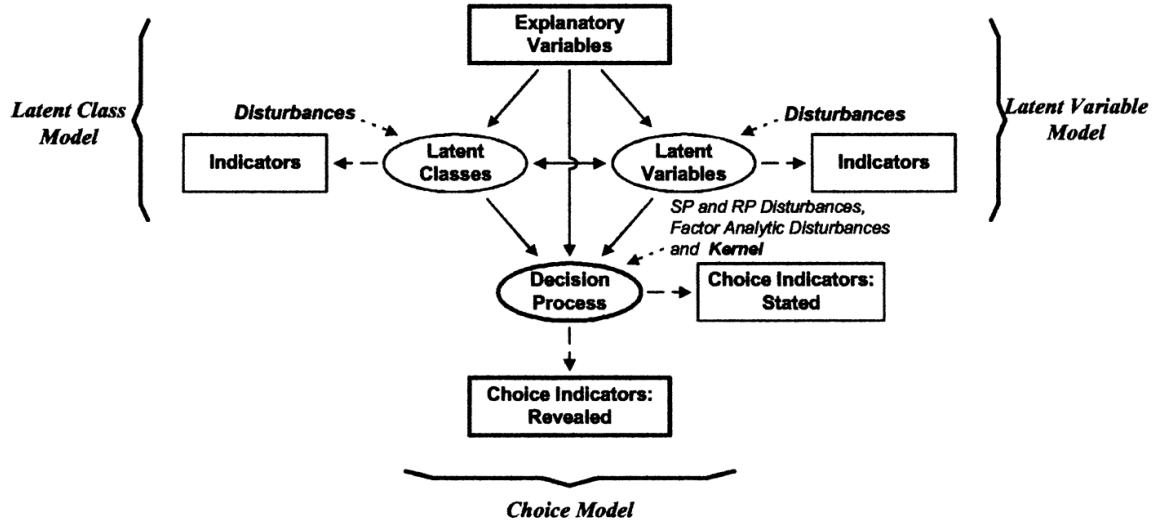 Explanatory
Variables
Latent Class
Model
Disturbances
Disturbances
Latent Variable
Model
Indicators
Latent
Classes
Latent
Variables
Indicators
SP and RP Disturbances,
Factor Analytic Disturbances
and Kernel
Decision
Process
Choice Indicators:
Stated
Choice Indicators:
Revealed
Choice Model